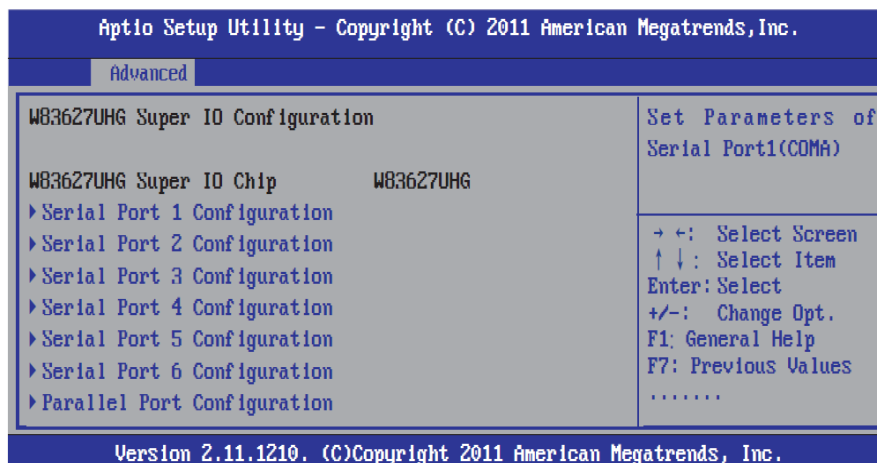 Aptio Setup Utility - Copyright (C) 2011 American Megatrends,Inc.
Advanced
W83627UHG Super IO Configuration
W83627UHG Super IO Chip W83627UHG
Serial Port 1 Configuration
Serial Port 2 Configuration
Serial Port 3 Configuration
Serial Port 4 Configuration
Serial Port 5 Configuration
Serial Port 6 Configuration
Parallel Port Configuration
Set Parameters of
Serial Port1(COMA)
→ ←: Select Screen
↑ ↓: Select Item
Enter: Select
+/-: Change Opt.
F1: General Help
F7: Previous Values
.......
Version 2.11.1210. (C)Copyright 2011 American Megatrends, Inc.